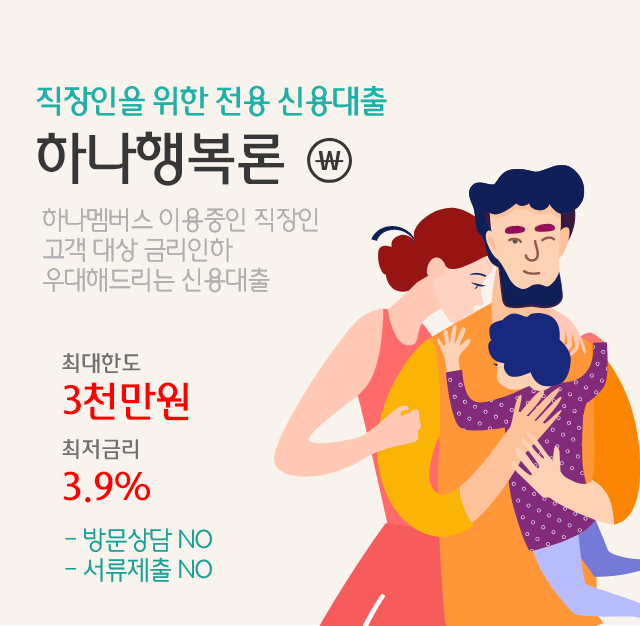 직장인을 위한 전용 신용대출
하나행복론 ₩
하나멤버스 이용중인 직장인
고객 대상 금리인하
우대해드리는 신용대출
최대한도
3천만원
최저금리
3.9%
- 방문상담 NO
- 서류제출 NO